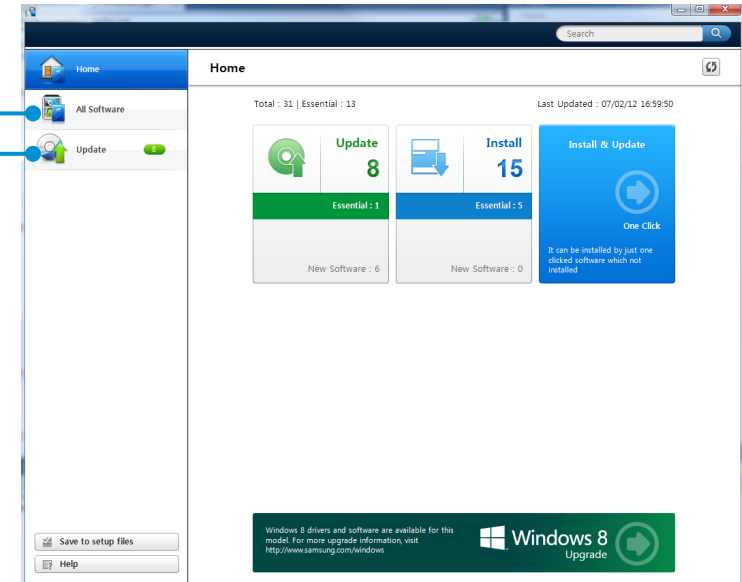 Search
Home
Home
All Software
Update
8
Total : 31 | Essential : 13
Last Updated : 07/02/12 16:59:50
Update
8
Essential : 1
New Software : 6
Install
15
Essential : 5
New Software : 0
Install & Update
One Click
It can be installed by just one
clicked software which not
installed
Save to setup files
Help
Windows 8 drivers and software are available for this
model. For more upgrade information, visit
http://www.samsung.com/windows
Windows 8
Upgrade